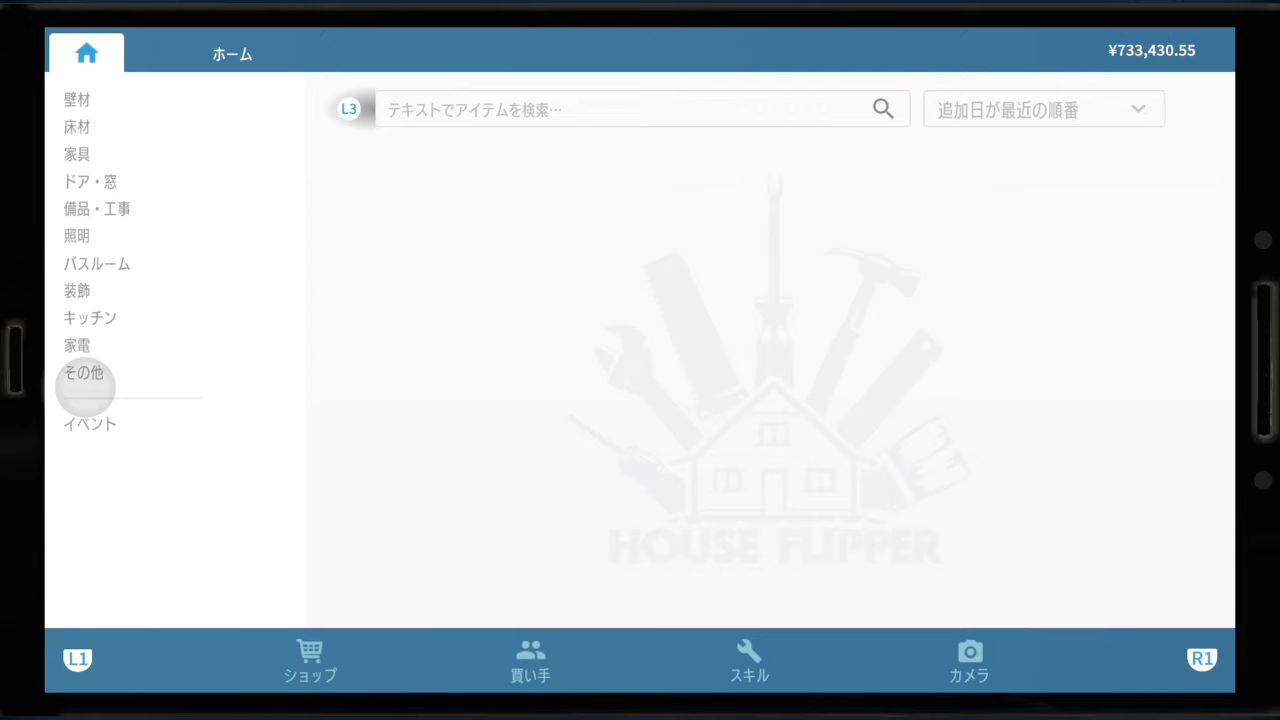 ホーム
¥733,430.55
壁材
床材
家具
ドア・窓
備品・工事
照明
バスルーム
装飾
キッチン
家電
その他
イベント
L3
テキストでアイテムを検索…
追加日が最近の順番
HOUSE FLIPPER
L1
ショップ
買い手
スキル
カメラ
R1